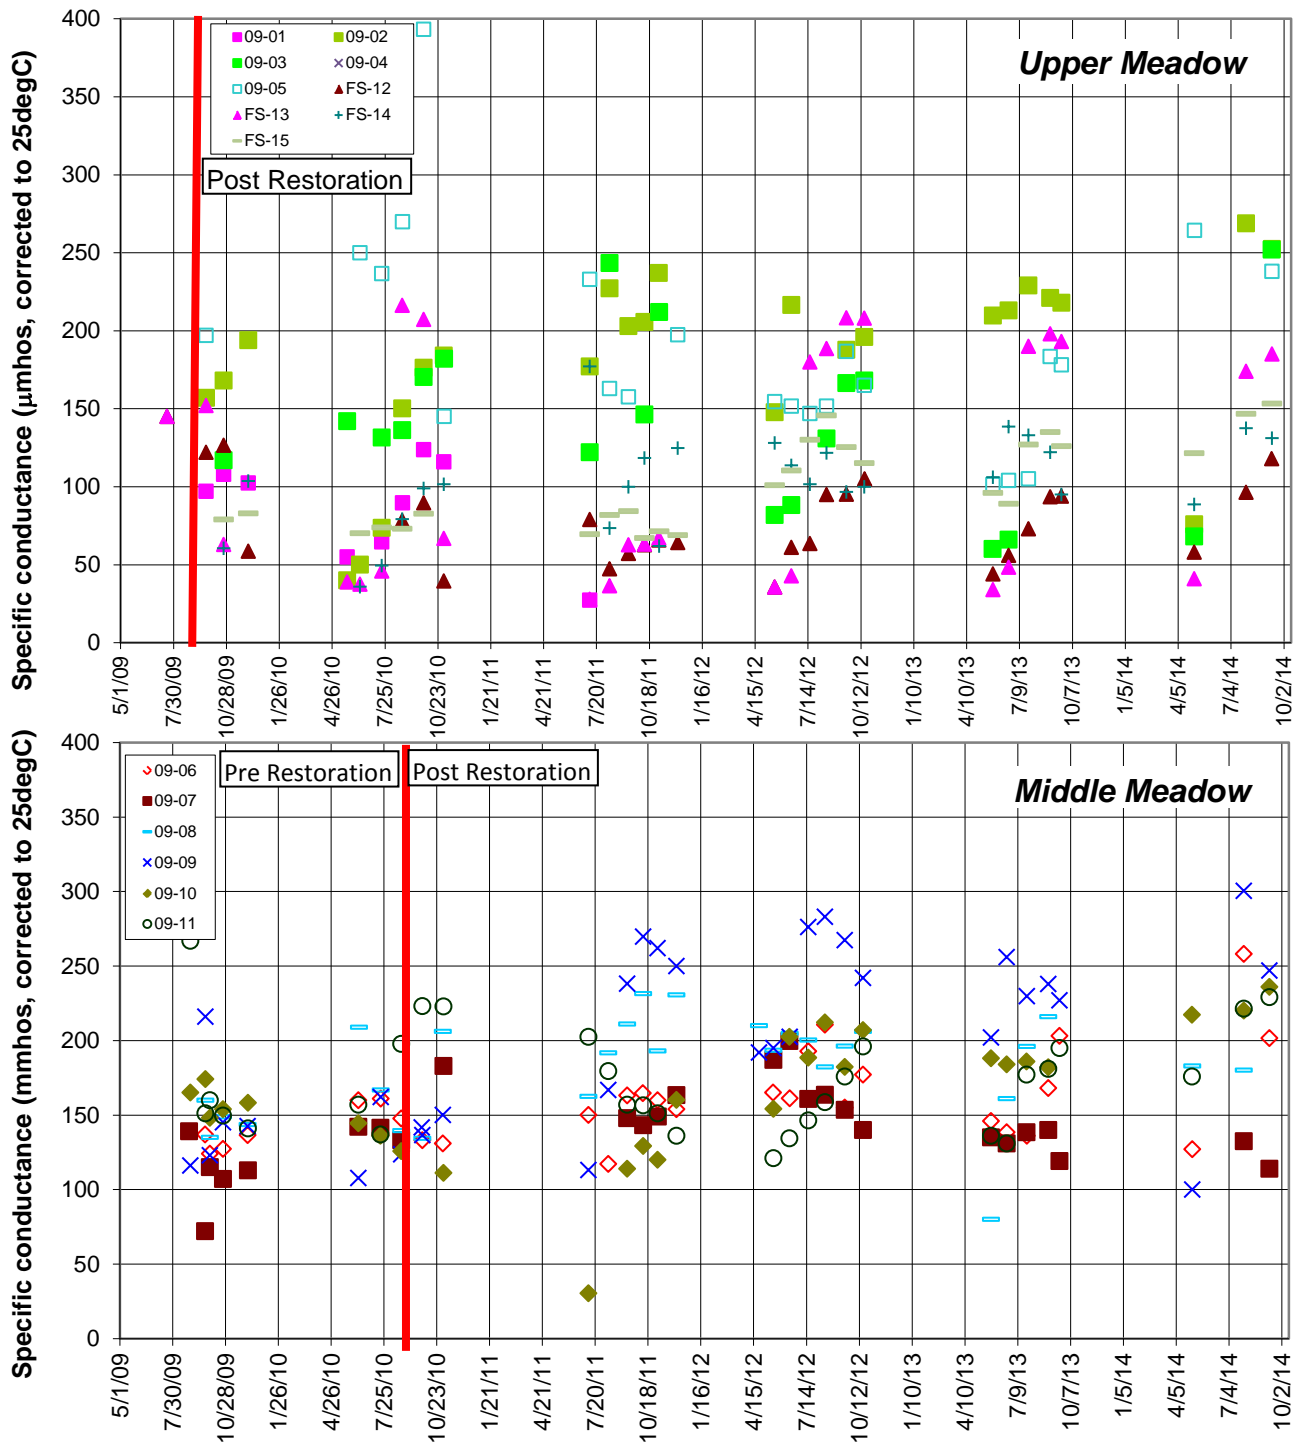 Specific conductance (µmhos, corrected to 25degC)
400
350
300
250
200
150
100
50
0
09-01 09-02
09-03 09-04
09-05 FS-12
FS-13 FS-14
FS-15
Upper Meadow
Post Restoration
5/1/09 7/30/09 10/28/09 1/26/10 4/26/10 7/25/10 10/23/10 1/21/11 4/21/11 7/20/11 10/18/11 1/16/12 4/15/12 7/14/12 10/12/12 1/10/13 4/10/13 7/9/13 10/7/13 1/5/14 4/5/14 7/4/14 10/2/14
Specific conductance (mmhos, corrected to 25degC)
400
350
300
250
200
150
100
50
0
09-06
09-07
09-08
09-09
09-10
09-11
Pre Restoration Post Restoration
Middle Meadow
5/1/09 7/30/09 10/28/09 1/26/10 4/26/10 7/25/10 10/23/10 1/21/11 4/21/11 7/20/11 10/18/11 1/16/12 4/15/12 7/14/12 10/12/12 1/10/13 4/10/13 7/9/13 10/7/13 1/5/14 4/5/14 7/4/14 10/2/14